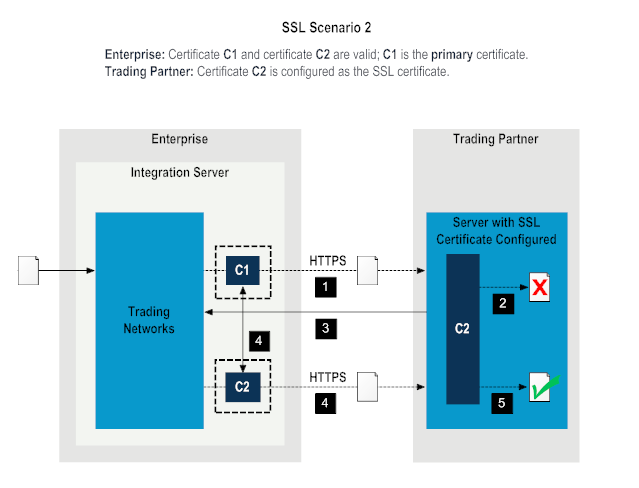 SSL Scenario 2
Enterprise: Certificate C1 and certificate C2 are valid; C1 is the primary certificate.
Trading Partner: Certificate C2 is configured as the SSL certificate.
Enterprise
Trading Partner
Integration Server
Server with SSL
Certificate Configured
HTTPS
C1
1
2
Trading
Networks
3
C2
4
HTTPS
C2
4
5